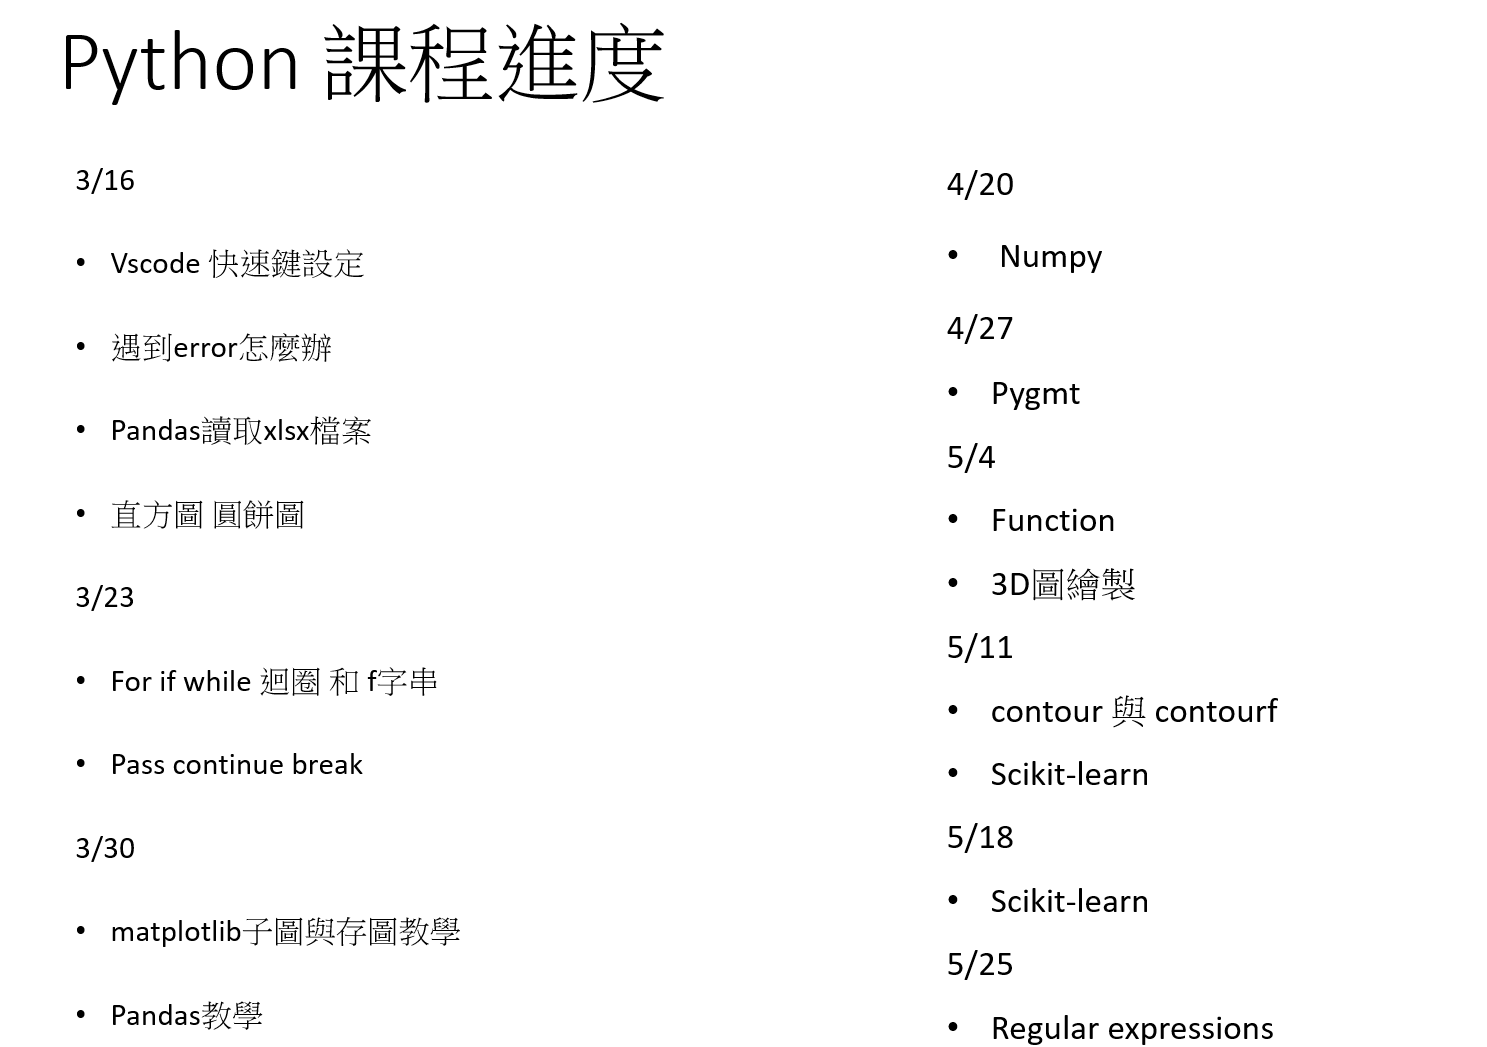 Python 課程進度
3/16
• Vscode 快速鍵設定
• 遇到error怎麼辦
• Pandas讀取xlsx檔案
• 直方圖 圓餅圖
3/23
• For if while 迴圈 和 f字串
• Pass continue break
3/30
• matplotlib子圖與存圖教學
• Pandas教學
4/20
• Numpy
4/27
• Pygmt
5/4
• Function
• 3D圖繪製
5/11
• contour 與 contourf
• Scikit-learn
5/18
• Scikit-learn
5/25
• Regular expressions